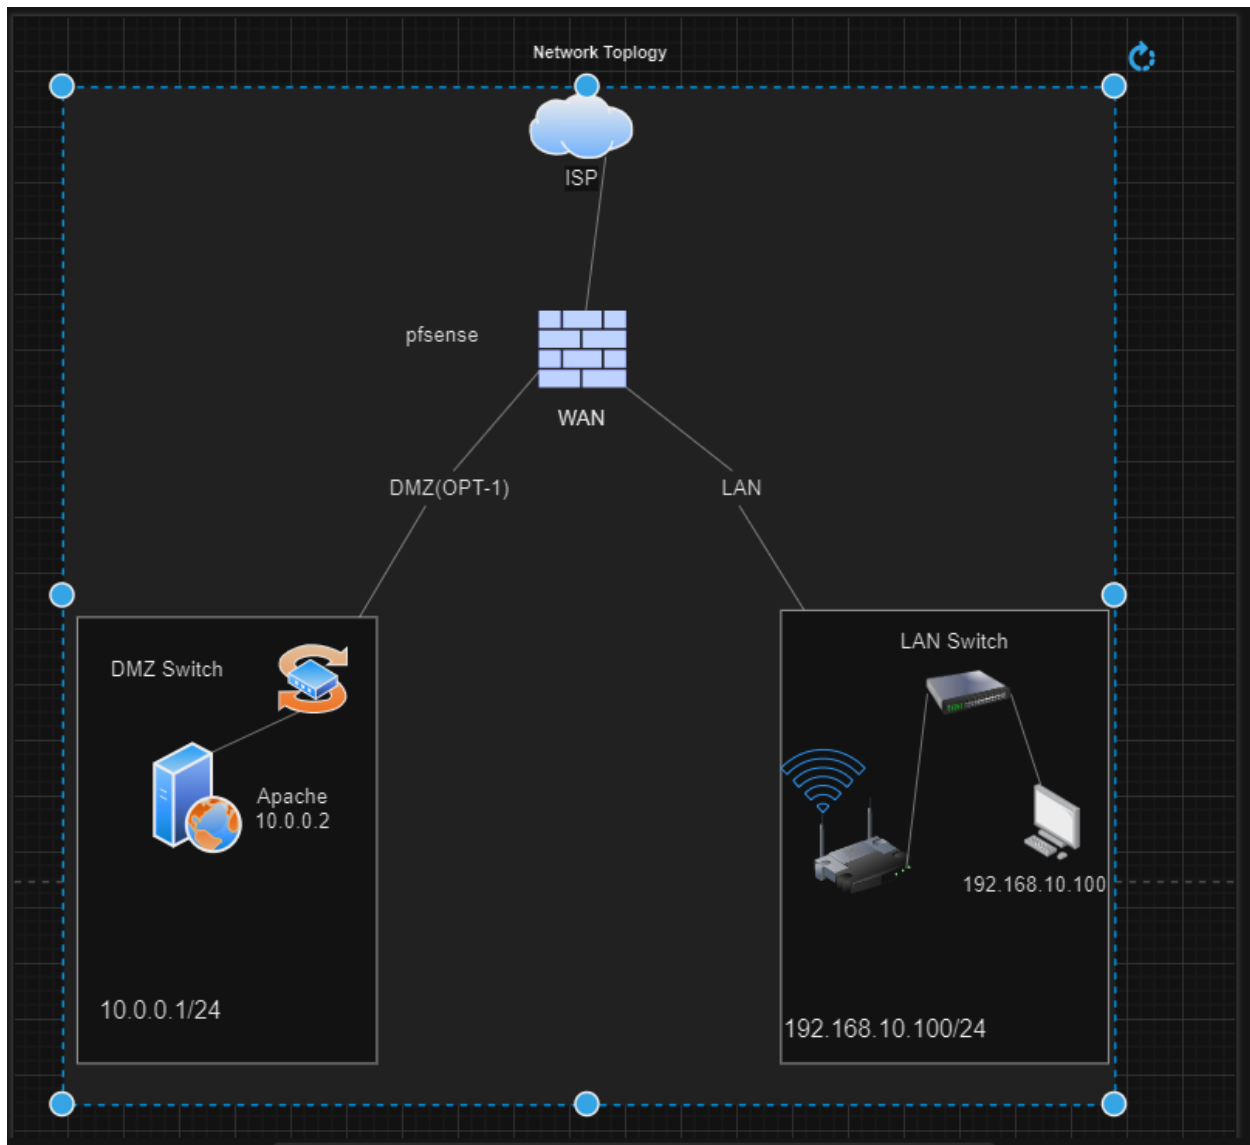 Network Toplogy
ISP
pfsense
WAN
DMZ(OPT-1)
LAN
DMZ Switch
Apache
10.0.0.2
10.0.0.1/24
LAN Switch
192.168.10.100
192.168.10.100/24